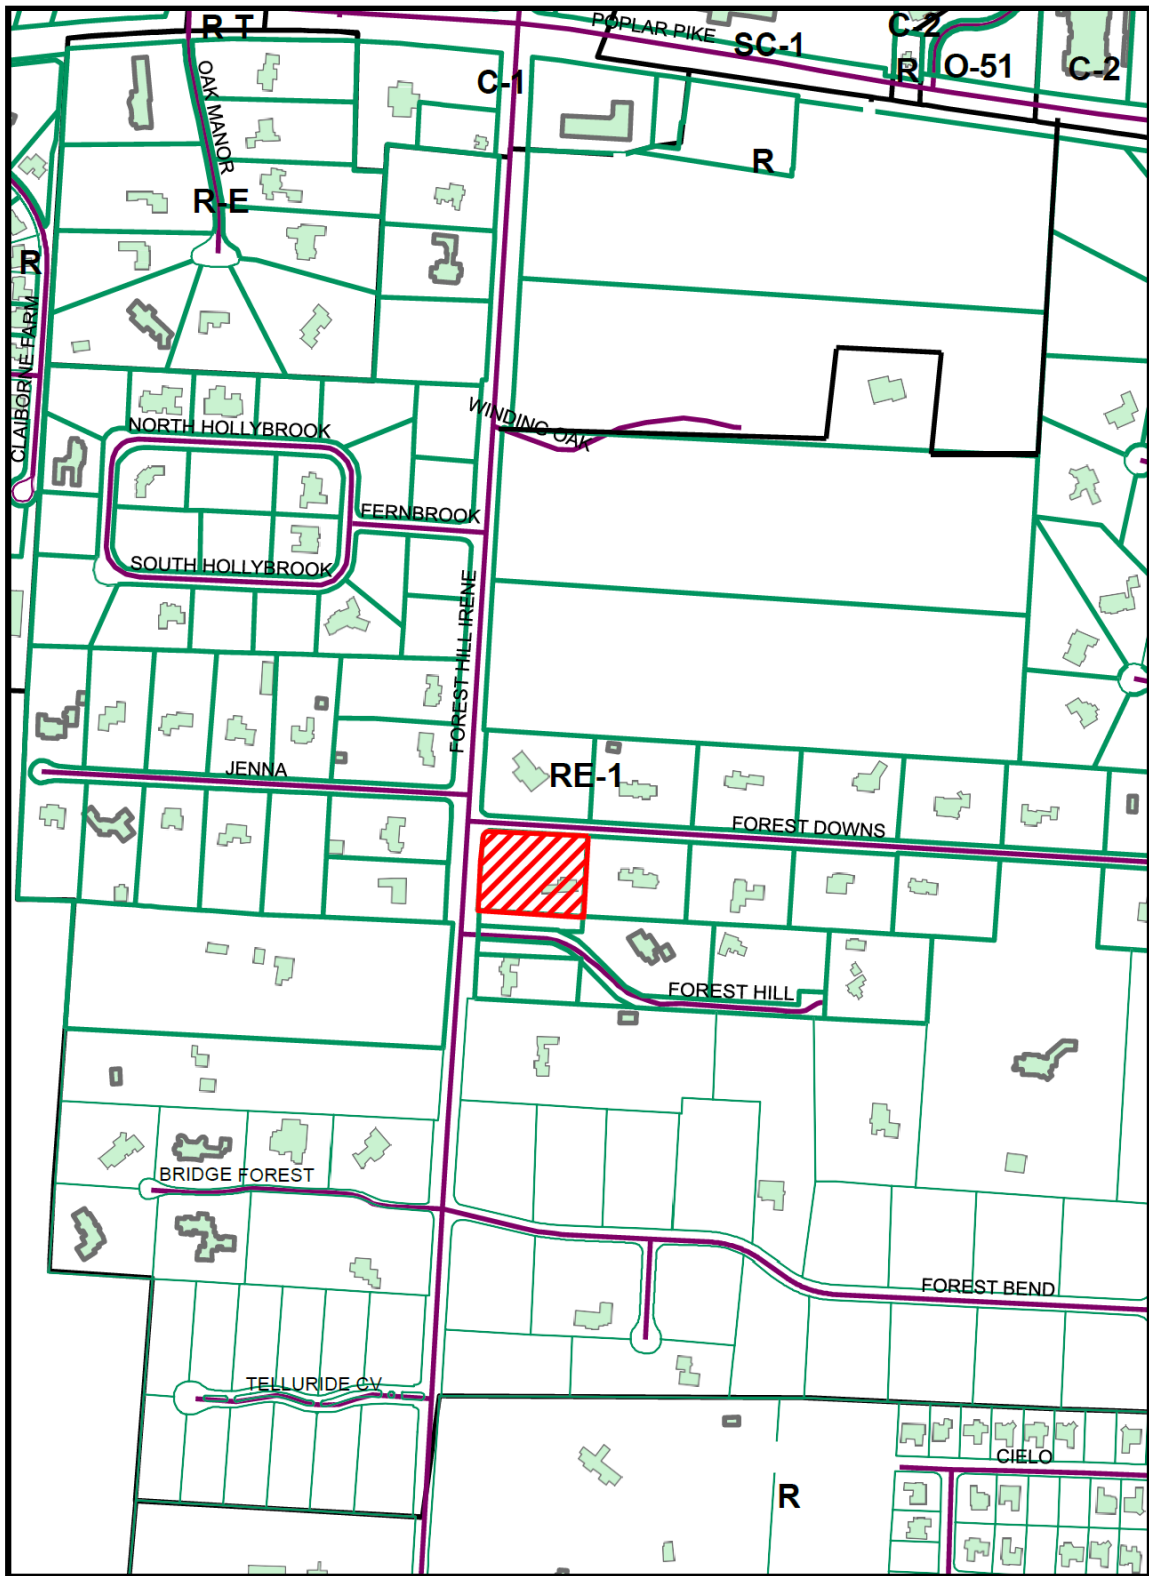 R-T
POPLAR PIKE
C-2
SC-1
R
O-51
C-2
OAK MANOR
C-1
R
R-E
R
CLAIBORNE FARM
WINDING OAK
NORTH HOLLYBROOK
FERNBROOK
SOUTH HOLLYBROOK
FOREST HILL IRENE
JENNA
RE-1
FOREST DOWNS
FOREST HILL
BRIDGE FOREST
FOREST BEND
TELLURIDE CV
CIELO
R